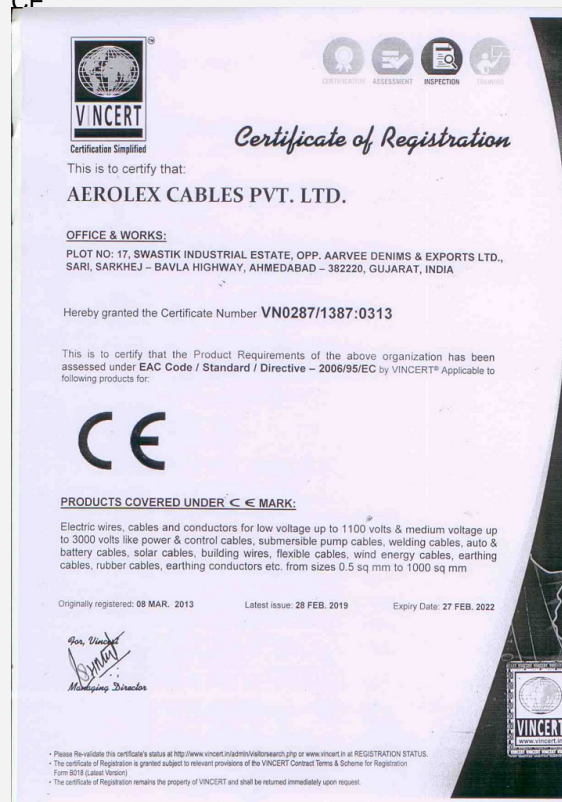 CE
VINCERT
Certification Simplified
CERTIFICATION ASSESSMENT INSPECTION TRAINING
Certificate of Registration
This is to certify that:
AEROLEX CABLES PVT. LTD.
OFFICE & WORKS:
PLOT NO: 17, SWASTIK INDUSTRIAL ESTATE, OPP. AARVEE DENIMS & EXPORTS LTD.,
SARI, SARKHEJ – BAVLA HIGHWAY, AHMEDABAD – 382220, GUJARAT, INDIA
Hereby granted the Certificate Number VN0287/1387:0313
This is to certify that the Product Requirements of the above organization has been
assessed under EAC Code / Standard / Directive – 2006/95/EC by VINCERT® Applicable to
following products for:
CE
PRODUCTS COVERED UNDER C € MARK:
Electric wires, cables and conductors for low voltage up to 1100 volts & medium voltage up
to 3000 volts like power & control cables, submersible pump cables, welding cables, auto &
battery cables, solar cables, building wires, flexible cables, wind energy cables, earthing
cables, rubber cables, earthing conductors etc. from sizes 0.5 sq mm to 1000 sq mm
Originally registered: 08 MAR. 2013 Latest issue: 28 FEB. 2019 Expiry Date: 27 FEB. 2022
For, Vincert
Managing Director
VINCERT
www.vincert.in
• Please Re-validate this certificate's status at http://www.vincert.in/admin/visitorsearch.php or www.vincert.in at REGISTRATION STATUS.
• The certificate of Registration is granted subject to relevant provisions of the VINCERT Contract Terms & Scheme for Registration
Form B018 (Latest Version)
• The certificate of Registration remains the property of VINCERT and shall be returned immediately upon request.